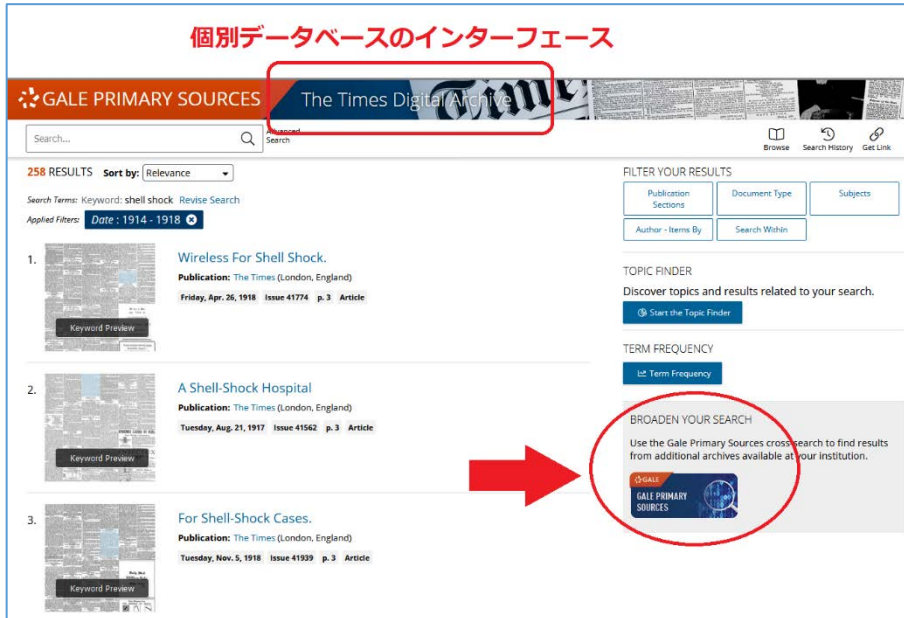 個別データベースのインターフェース
GALE PRIMARY SOURCES
The Times Digital Archive
Search...
Advanced
Search
Browse
Search History
Get Link
258 RESULTS Sort by: Relevance
Search Terms: Keyword: shell shock Revise Search
Applied Filters: Date : 1914 - 1918
1.
Wireless For Shell Shock.
Publication: The Times (London, England)
Friday, Apr. 26, 1918 Issue 41774 p. 3 Article
Keyword Preview
2.
A Shell-Shock Hospital
Publication: The Times (London, England)
Tuesday, Aug. 21, 1917 Issue 41562 p. 3 Article
Keyword Preview
3.
For Shell-Shock Cases.
Publication: The Times (London, England)
Tuesday, Nov. 5, 1918 Issue 41939 p. 3 Article
Keyword Preview
FILTER YOUR RESULTS
Publication
Sections
Document Type
Subjects
Author - Items By
Search Within
TOPIC FINDER
Discover topics and results related to your search.
Start the Topic Finder
TERM FREQUENCY
Term Frequency
BROADEN YOUR SEARCH
Use the Gale Primary Sources cross-search to find results
from additional archives available at your institution.
GALE
GALE PRIMARY
SOURCES